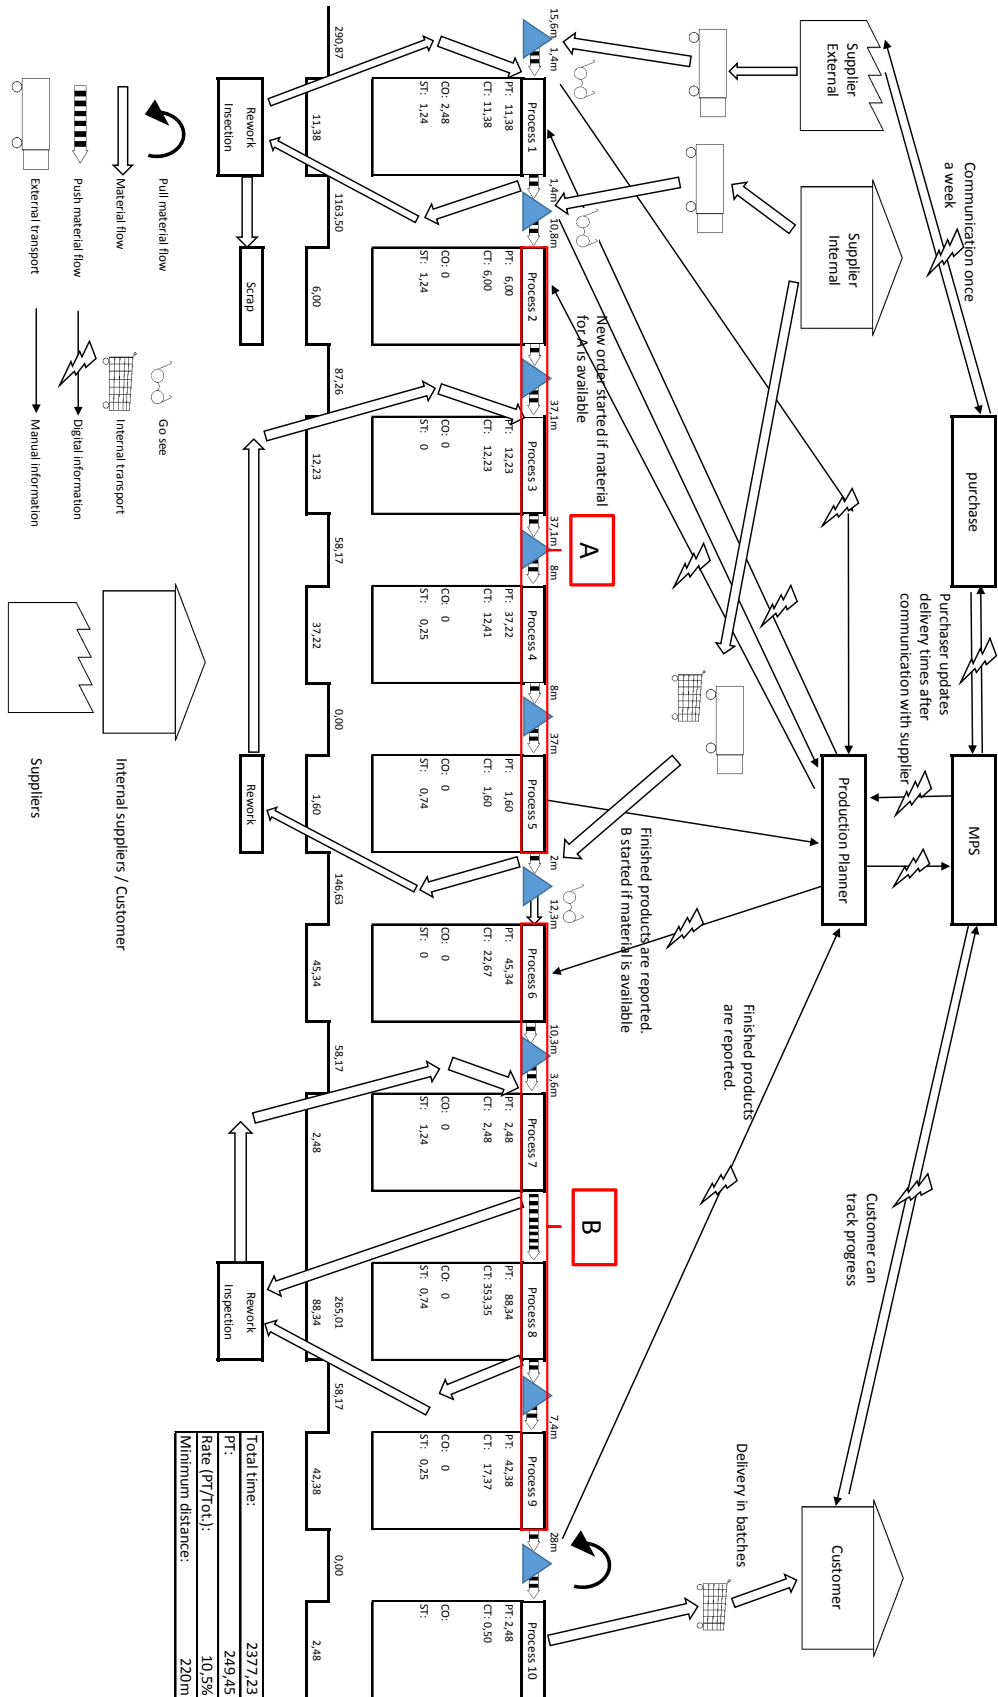 Supplier
External
Communication once
a week
purchase
Purchaser updates
delivery times after
communication with supplier
MPS
Supplier
Internal
Production Planner
Customer can
track progress
Customer
Delivery in batches
New order started if material
for A is available
Finished products are reported.
B started if material is available
Finished products
are reported.
A
B
15,6m
1,4m
1,4m
10,8m
37,1m
37,1m
8m
8m
37m
2m
12,3m
10,3m
3,6m
7,4m
28m
Process 1
PT: 11,38
CT: 11,38
CO: 2,48
ST: 1,24
Process 2
PT: 6,00
CT: 6,00
CO: 0
ST: 1,24
Process 3
PT: 12,23
CT: 12,23
CO: 0
ST: 0
Process 4
PT: 37,22
CT: 12,41
CO: 0
ST: 0,25
Process 5
PT: 1,60
CT: 1,60
CO: 0
ST: 0,74
Process 6
PT: 45,34
CT: 22,67
CO: 0
ST: 0
Process 7
PT: 2,48
CT: 2,48
CO: 0
ST: 1,24
Process 8
PT: 88,34
CT: 353,35
CO: 0
ST: 0,74
Process 9
PT: 42,38
CT: 17,37
CO: 0
ST: 0,25
Process 10
PT: 2,48
CT: 0,50
CO:
ST:
290,87
11,38
1163,50
6,00
87,26
12,23
58,17
37,22
0,00
1,60
146,63
45,34
58,17
2,48
265,01
88,34
58,17
42,38
0,00
2,48
Rework
Insection
Scrap
Rework
Rework
Inspection
Total time: 2377,23
PT: 249,45
Rate (PT/Tot.): 10,5%
Minimum distance: 220m
Pull material flow
Material flow
Push material flow
External transport
Go see
Internal transport
Digital information
Manual information
Internal suppliers / Customer
Suppliers